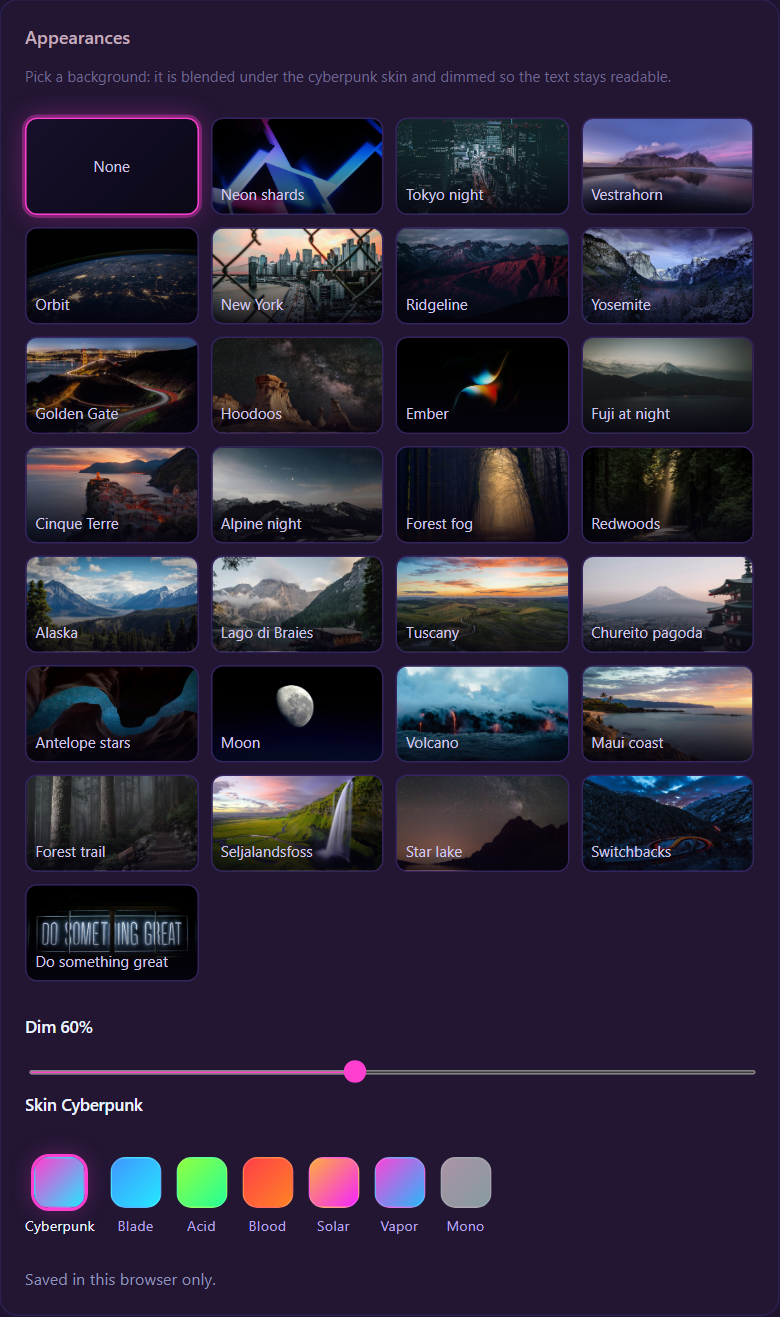 Appearances
Pick a background: it is blended under the cyberpunk skin and dimmed so the text stays readable.
None
Neon shards
Tokyo night
Vestrahorn
Orbit
New York
Ridgeline
Yosemite
Golden Gate
Hoodoos
Ember
Fuji at night
Cinque Terre
Alpine night
Forest fog
Redwoods
Alaska
Lago di Braies
Tuscany
Chureito pagoda
Antelope stars
Moon
Volcano
Maui coast
Forest trail
Seljalandsfoss
Star lake
Switchbacks
DO SOMETHING GREAT
Do something great
Dim 60%
Skin Cyberpunk
Cyberpunk
Blade
Acid
Blood
Solar
Vapor
Mono
Saved in this browser only.